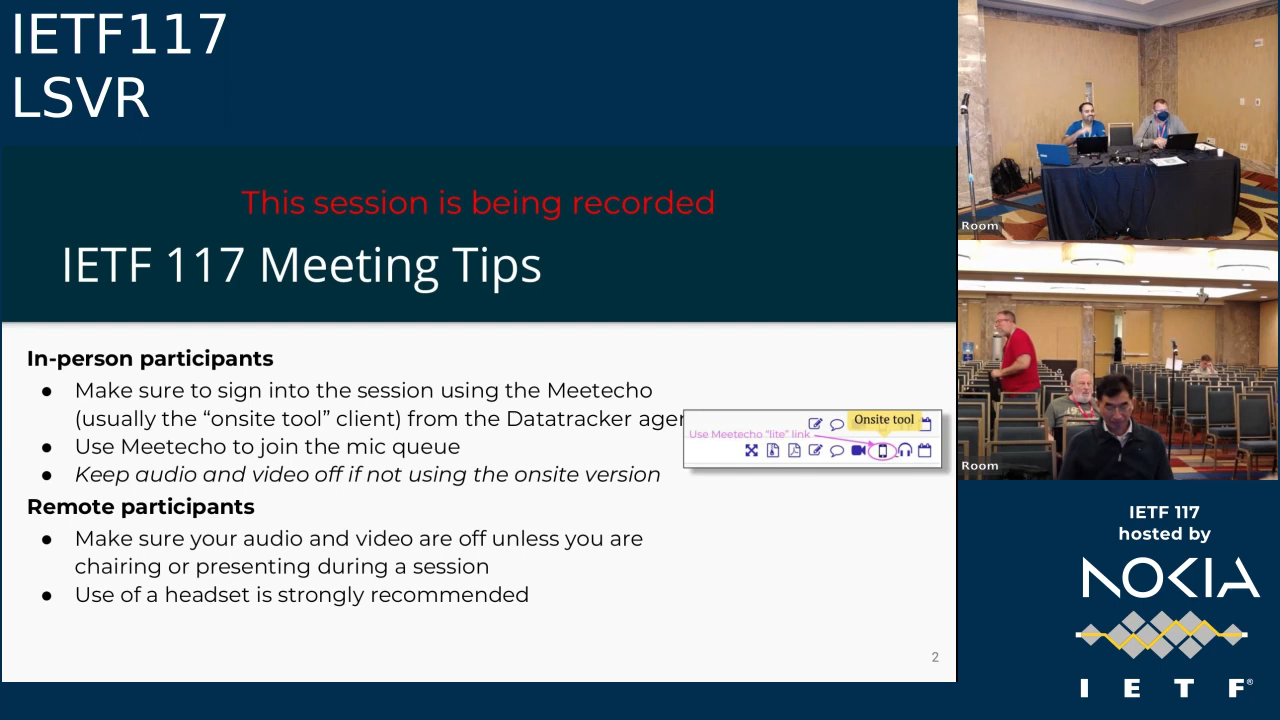 IETF117
LSVR
This session is being recorded
IETF 117 Meeting Tips
In-person participants
● Make sure to sign into the session using the Meetecho
(usually the “onsite tool” client) from the Datatracker agen
● Use Meetecho to join the mic queue
● Keep audio and video off if not using the onsite version
Remote participants
● Make sure your audio and video are off unless you are
chairing or presenting during a session
● Use of a headset is strongly recommended
Onsite tool
Use Meetecho “lite” link
2
Room
Room
IETF 117
hosted by
NOKIA
I E T F®